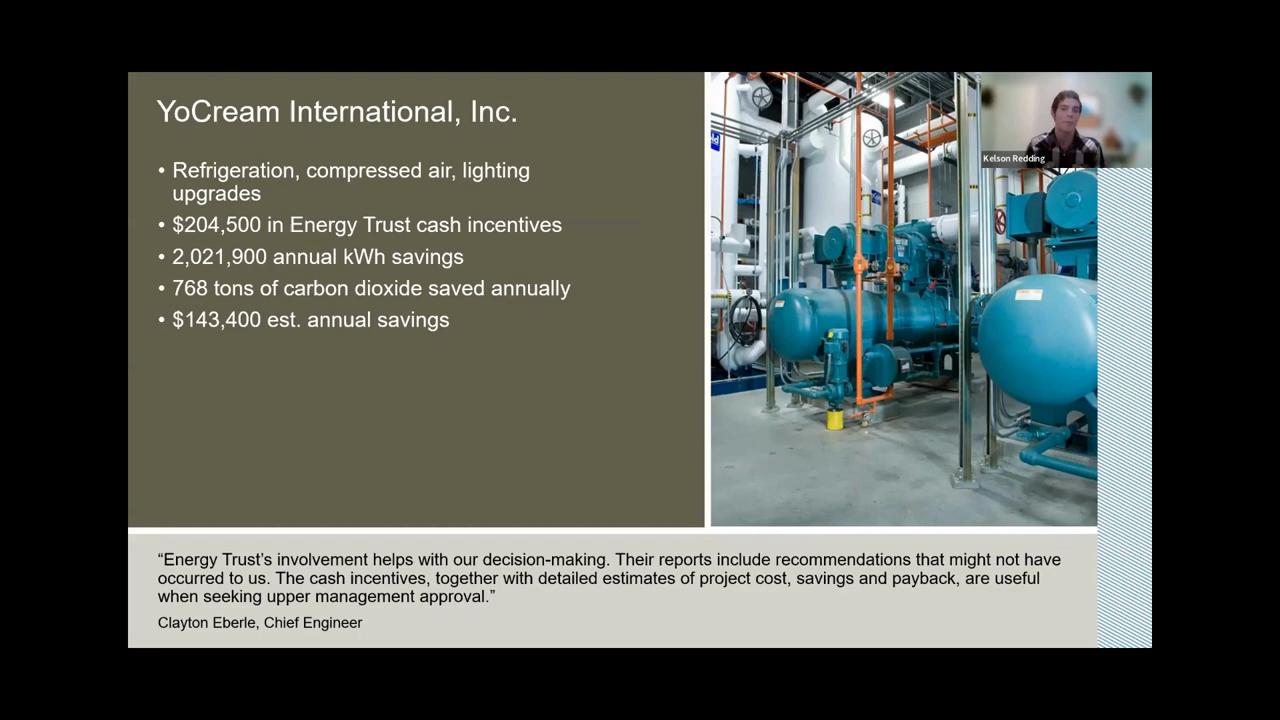 YoCream International, Inc.
• Refrigeration, compressed air, lighting
upgrades
• $204,500 in Energy Trust cash incentives
• 2,021,900 annual kWh savings
• 768 tons of carbon dioxide saved annually
• $143,400 est. annual savings
Kelson Redding
“Energy Trust’s involvement helps with our decision-making. Their reports include recommendations that might not have
occurred to us. The cash incentives, together with detailed estimates of project cost, savings and payback, are useful
when seeking upper management approval.”
Clayton Eberle, Chief Engineer